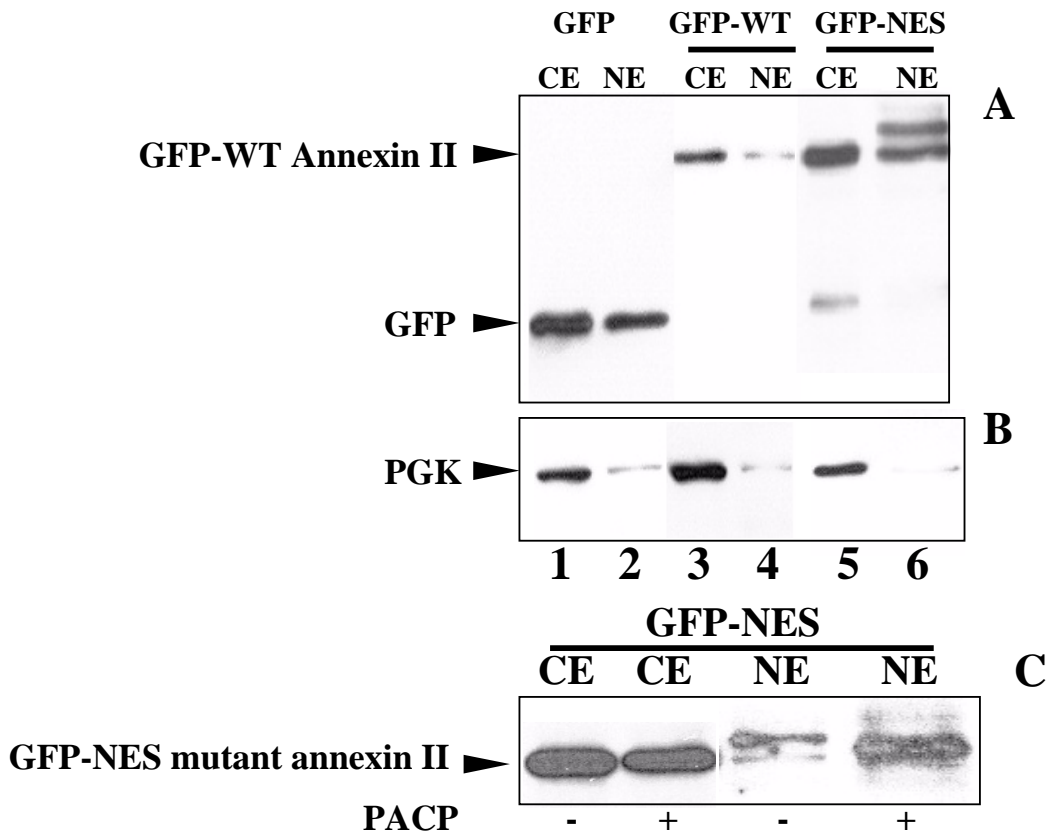 GFP GFP-WT GFP-NES
CE NE CE NE CE NE
A
GFP-WT Annexin II
GFP
B
PGK
1 2 3 4 5 6
GFP-NES
CE CE NE NE
C
GFP-NES mutant annexin II
PACP - + - +